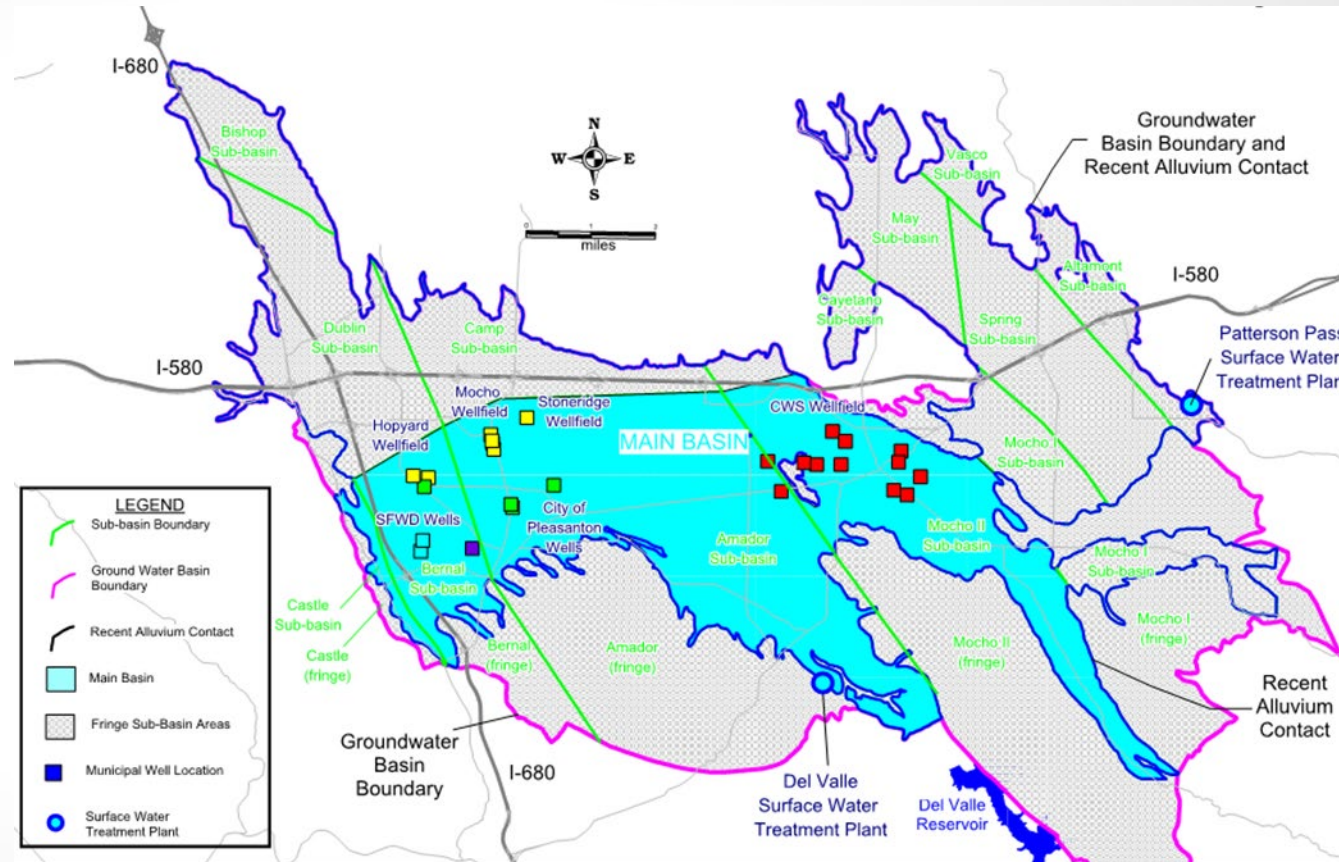 I-680
Bishop
Sub-basin
N
W
E
S
0 1 2
miles
Groundwater
Basin Boundary and
Recent Alluvium Contact
Vasco
Sub-basin
May
Sub-basin
Altamont
Sub-basin
I-580
Cayetano
Sub-basin
Spring
Sub-basin
Dublin
Sub-basin
Camp
Sub-basin
I-580
Patterson Pass
Surface Water
Treatment Plan
Mocho
Wellfield
Stoneridge
Wellfield
Hopyard
Wellfield
CWS Wellfield
MAIN BASIN
Mocho I
Sub-basin
SFWD Wells
City of
Pleasanton
Wells
Bernal
Sub-basin
Amador
Sub-basin
Mocho II
Sub-basin
Mocho I
Sub-basin
Castle
Sub-basin
Castle
(fringe)
Bernal
(fringe)
Amador
(fringe)
Mocho II
(fringe)
Mocho I
(fringe)
Recent
Alluvium
Contact
Groundwater
Basin
Boundary
I-680
Del Valle
Surface Water
Treatment Plant
Del Valle
Reservoir
LEGEND
Sub-basin Boundary
Ground Water Basin
Boundary
Recent Alluvium Contact
Main Basin
Fringe Sub-Basin Areas
Municipal Well Location
Surface Water
Treatment Plant